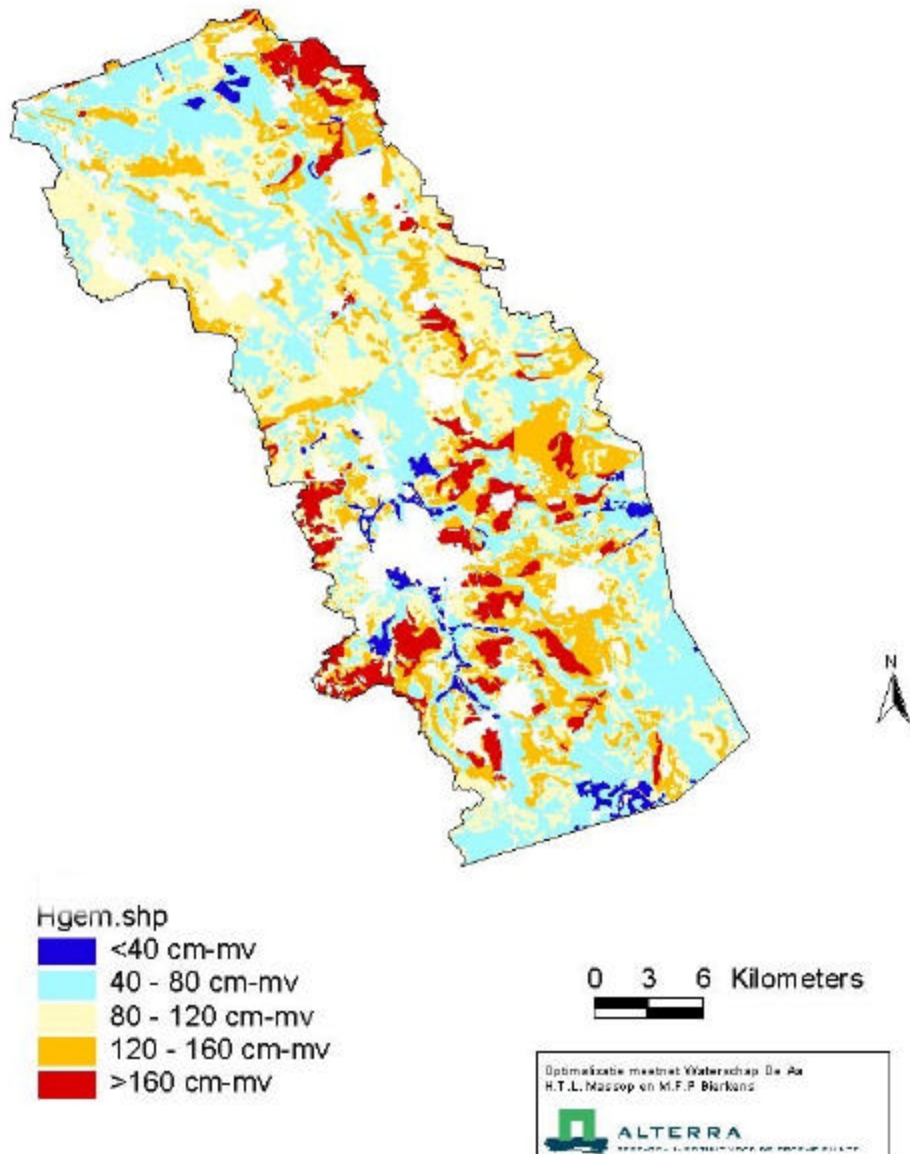 N
Hgem.shp
<40 cm-mv
40 - 80 cm-mv
80 - 120 cm-mv
120 - 160 cm-mv
>160 cm-mv
0 3 6 Kilometers
Optimalisatie meetnet Waterschap De Aa
H.T.L. Massop en M.F.P Bierkens
ALTERRA